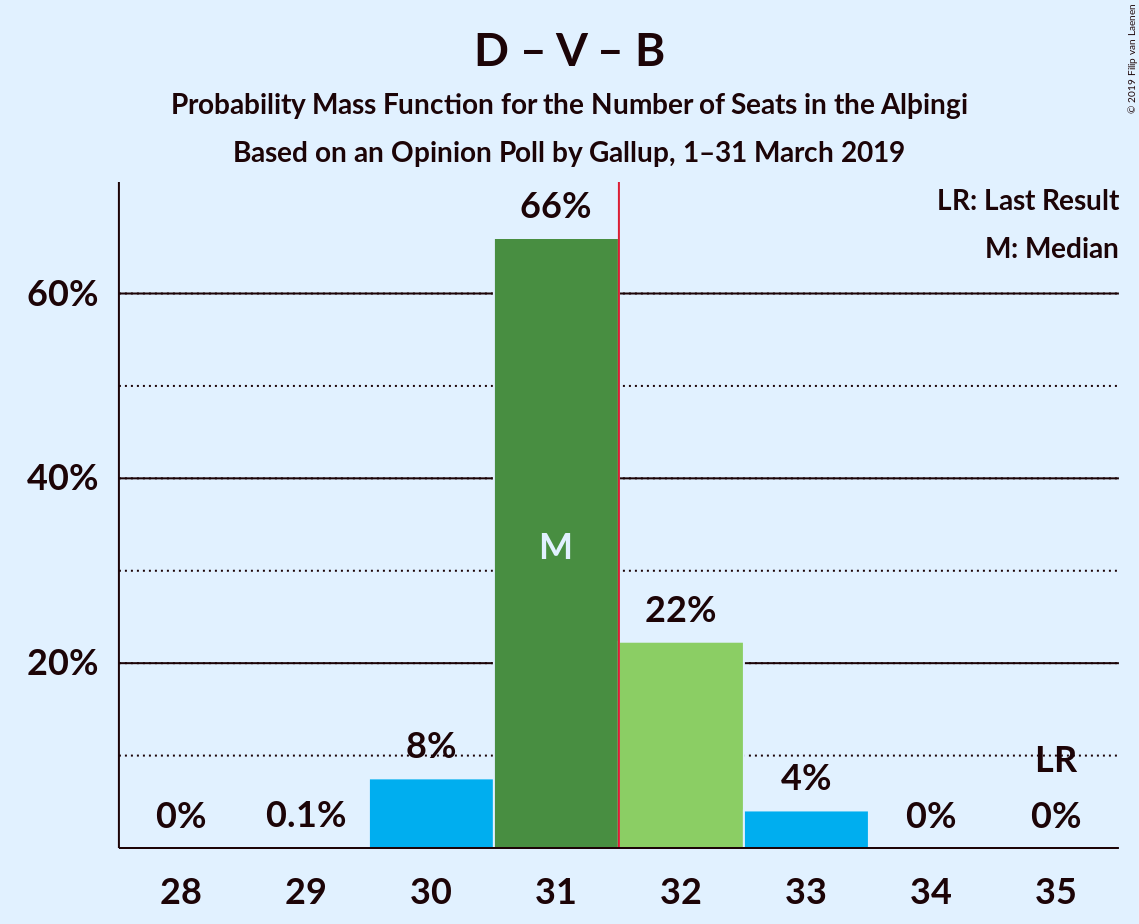 D – V – B
Probability Mass Function for the Number of Seats in the Alþingi
Based on an Opinion Poll by Gallup, 1–31 March 2019
© 2019 Filip van Laenen
LR: Last Result
M: Median
60%
40%
20%
0%
0.1%
8%
66%
M
22%
4%
0%
LR
0%
28 29 30 31 32 33 34 35